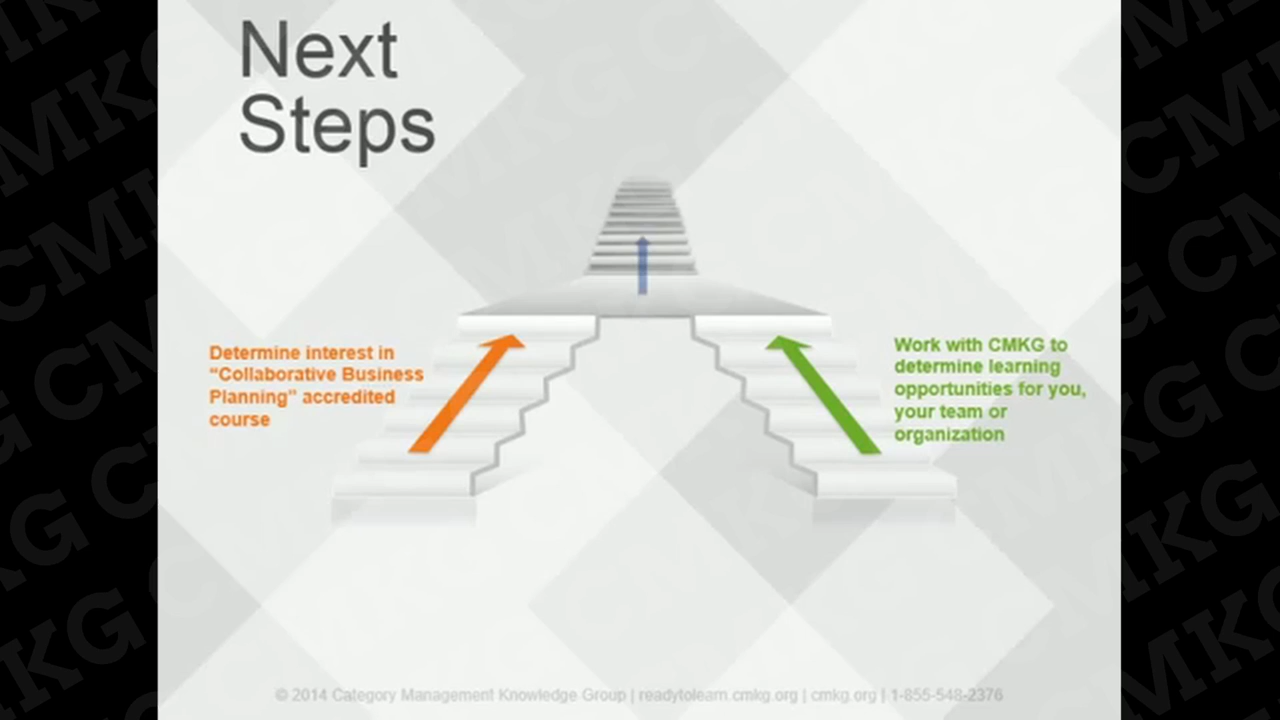 Next
Steps
Determine interest in
“Collaborative Business
Planning” accredited
course
Work with CMKG to
determine learning
opportunities for you,
your team or
organization
© 2014 Category Management Knowledge Group | readytolearn.cmkg.org | cmkg.org | 1-855-548-2376